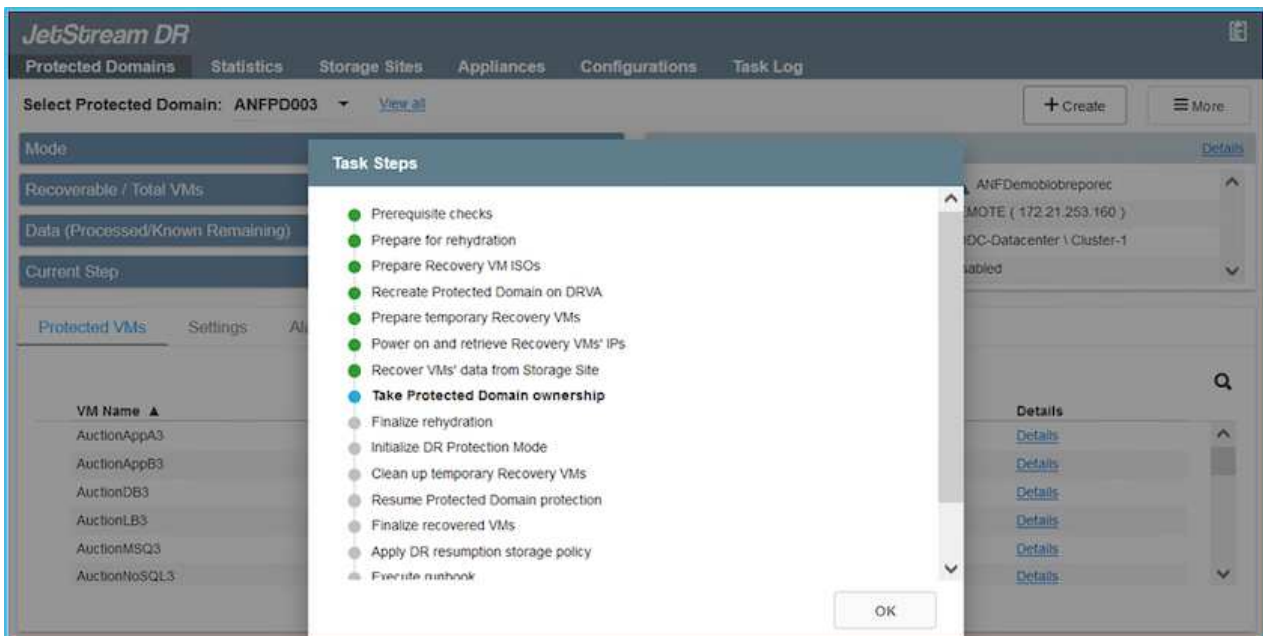 JetStream DR
Protected Domains Statistics Storage Sites Appliances Configurations Task Log
Select Protected Domain: ANFPD003 View all + Create More
Mode Details
Recoverable / Total VMs ANFDemoblobreporec
Data (Processed/Known Remaining) MOTE ( 172.21.253.160 )
DC-Datacenter \ Cluster-1
Current Step sabled
Task Steps
Prerequisite checks
Prepare for rehydration
Prepare Recovery VM ISOs
Recreate Protected Domain on DRVA
Prepare temporary Recovery VMs
Power on and retrieve Recovery VMs' IPs
Recover VMs' data from Storage Site
Take Protected Domain ownership
Finalize rehydration
Initialize DR Protection Mode
Clean up temporary Recovery VMs
Resume Protected Domain protection
Finalize recovered VMs
Apply DR resumption storage policy
Execute runbook
OK
Protected VMs Settings Al
VM Name ▲ Details
AuctionAppA3 Details
AuctionAppB3 Details
AuctionDB3 Details
AuctionLB3 Details
AuctionMSQ3 Details
AuctionNoSQL3 Details